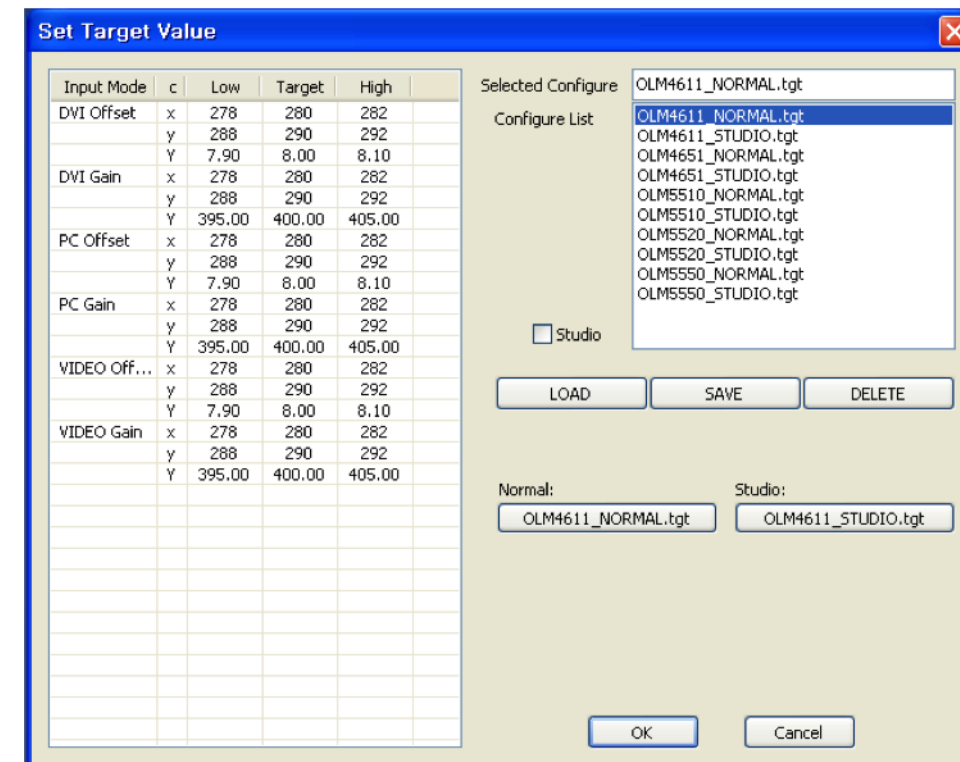 Set Target Value
Input Mode c Low Target High
DVI Offset x 278 280 282
y 288 290 292
Y 7.90 8.00 8.10
DVI Gain x 278 280 282
y 288 290 292
Y 395.00 400.00 405.00
PC Offset x 278 280 282
y 288 290 292
Y 7.90 8.00 8.10
PC Gain x 278 280 282
y 288 290 292
Y 395.00 400.00 405.00
VIDEO Off... x 278 280 282
y 288 290 292
Y 7.90 8.00 8.10
VIDEO Gain x 278 280 282
y 288 290 292
Y 395.00 400.00 405.00
Selected Configure OLM4611_NORMAL.tgt
Configure List
OLM4611_NORMAL.tgt
OLM4611_STUDIO.tgt
OLM4651_NORMAL.tgt
OLM4651_STUDIO.tgt
OLM5510_NORMAL.tgt
OLM5510_STUDIO.tgt
OLM5520_NORMAL.tgt
OLM5520_STUDIO.tgt
OLM5550_NORMAL.tgt
OLM5550_STUDIO.tgt
Studio
LOAD SAVE DELETE
Normal: Studio:
OLM4611_NORMAL.tgt OLM4611_STUDIO.tgt
OK Cancel